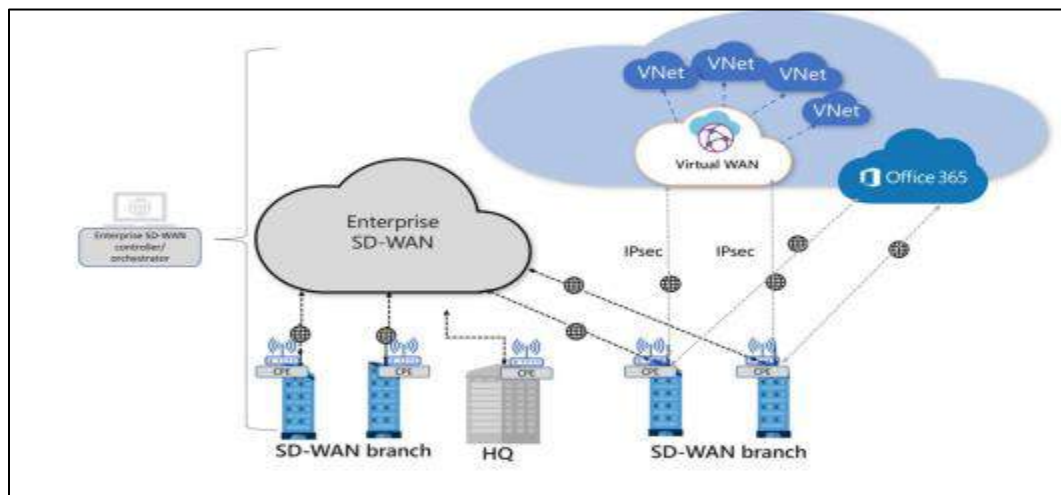 VNet
VNet
VNet
VNet
Virtual WAN
Office 365
Enterprise
SD-WAN
Enterprise SD-WAN
controller/
orchestrator
IPsec
IPsec
CPE
CPE
CPE
CPE
CPE
SD-WAN branch
HQ
SD-WAN branch